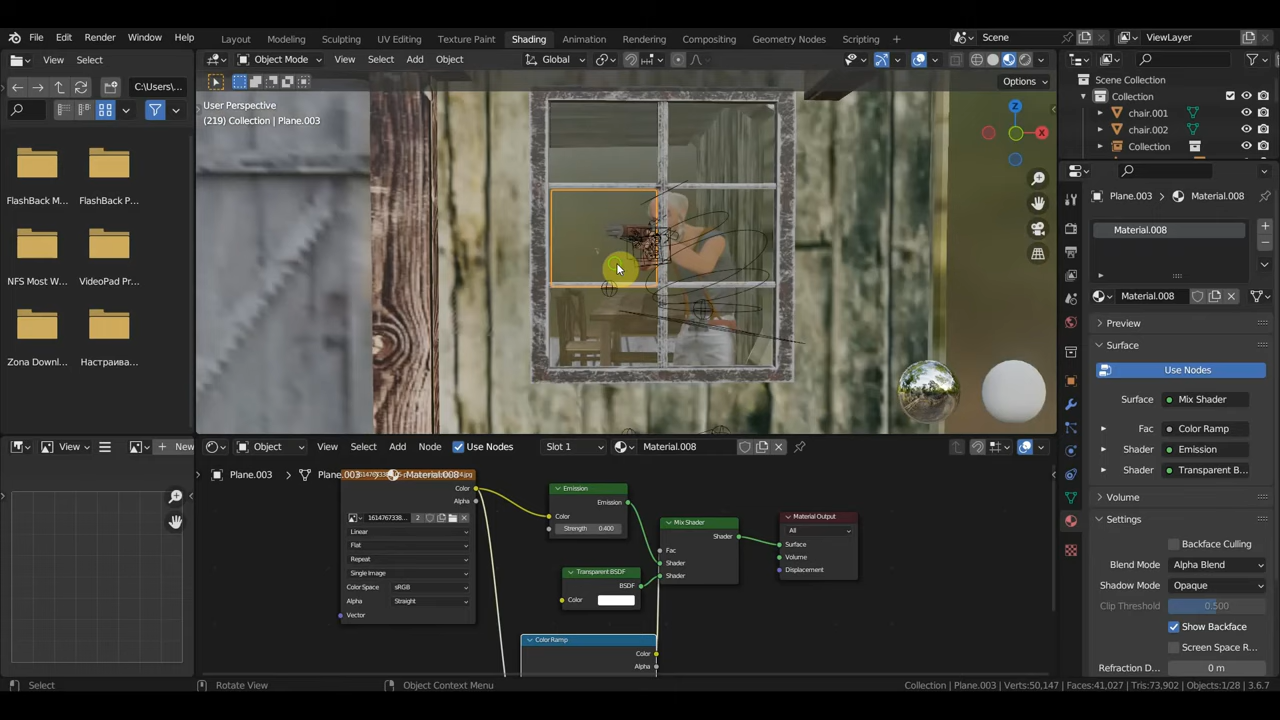 File Edit Render Window Help Layout Modeling Sculpting UV Editing Texture Paint Shading Animation Rendering Compositing Geometry Nodes Scripting Scene ViewLayer
View Select Object Mode View Select Add Object Global
C:\Users\...
Options
User Perspective
(219) Collection | Plane.003
Z
X
FlashBack M... FlashBack P...
NFS Most W... VideoPad Pr...
Zona Downl... Настраива...
Scene Collection
Collection
chair.001
chair.002
Collection
Plane.003 Material.008
Material.008
Material.008
Preview
Surface
Use Nodes
Surface Mix Shader
Fac Color Ramp
Shader Emission
Shader Transparent B...
Volume
Settings
Backface Culling
Blend Mode Alpha Blend
Shadow Mode Opaque
Clip Threshold 0.500
Show Backface
Screen Space R...
Refraction D... 0 m
View New Object View Select Add Node Use Nodes Slot 1 Material.008
Plane.003 Plane.003 Material.008
Color
Alpha
1614767338...
2
Linear
Flat
Repeat
Single Image
Color Space sRGB
Alpha Straight
Vector
Emission
Emission
Color
Strength 0.400
Transparent BSDF
BSDF
Color
Mix Shader
Shader
Fac
Shader
Shader
Material Output
All
Surface
Volume
Displacement
Color Ramp
Color
Alpha
Select Rotate View Object Context Menu Collection | Plane.003 | Verts:50,147 | Faces:41,027 | Tris:73,902 | Objects:1/28 | 3.6.7